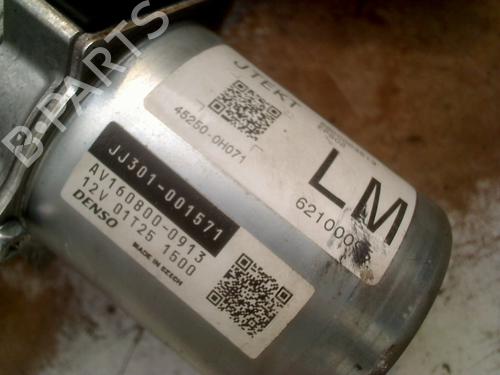 JTEKT
45250-0H071
LM
621000
JJ301-001571
AV160800-0913
12V 01T25 1500
DENSO
MADE IN CZECH
B-PARTS